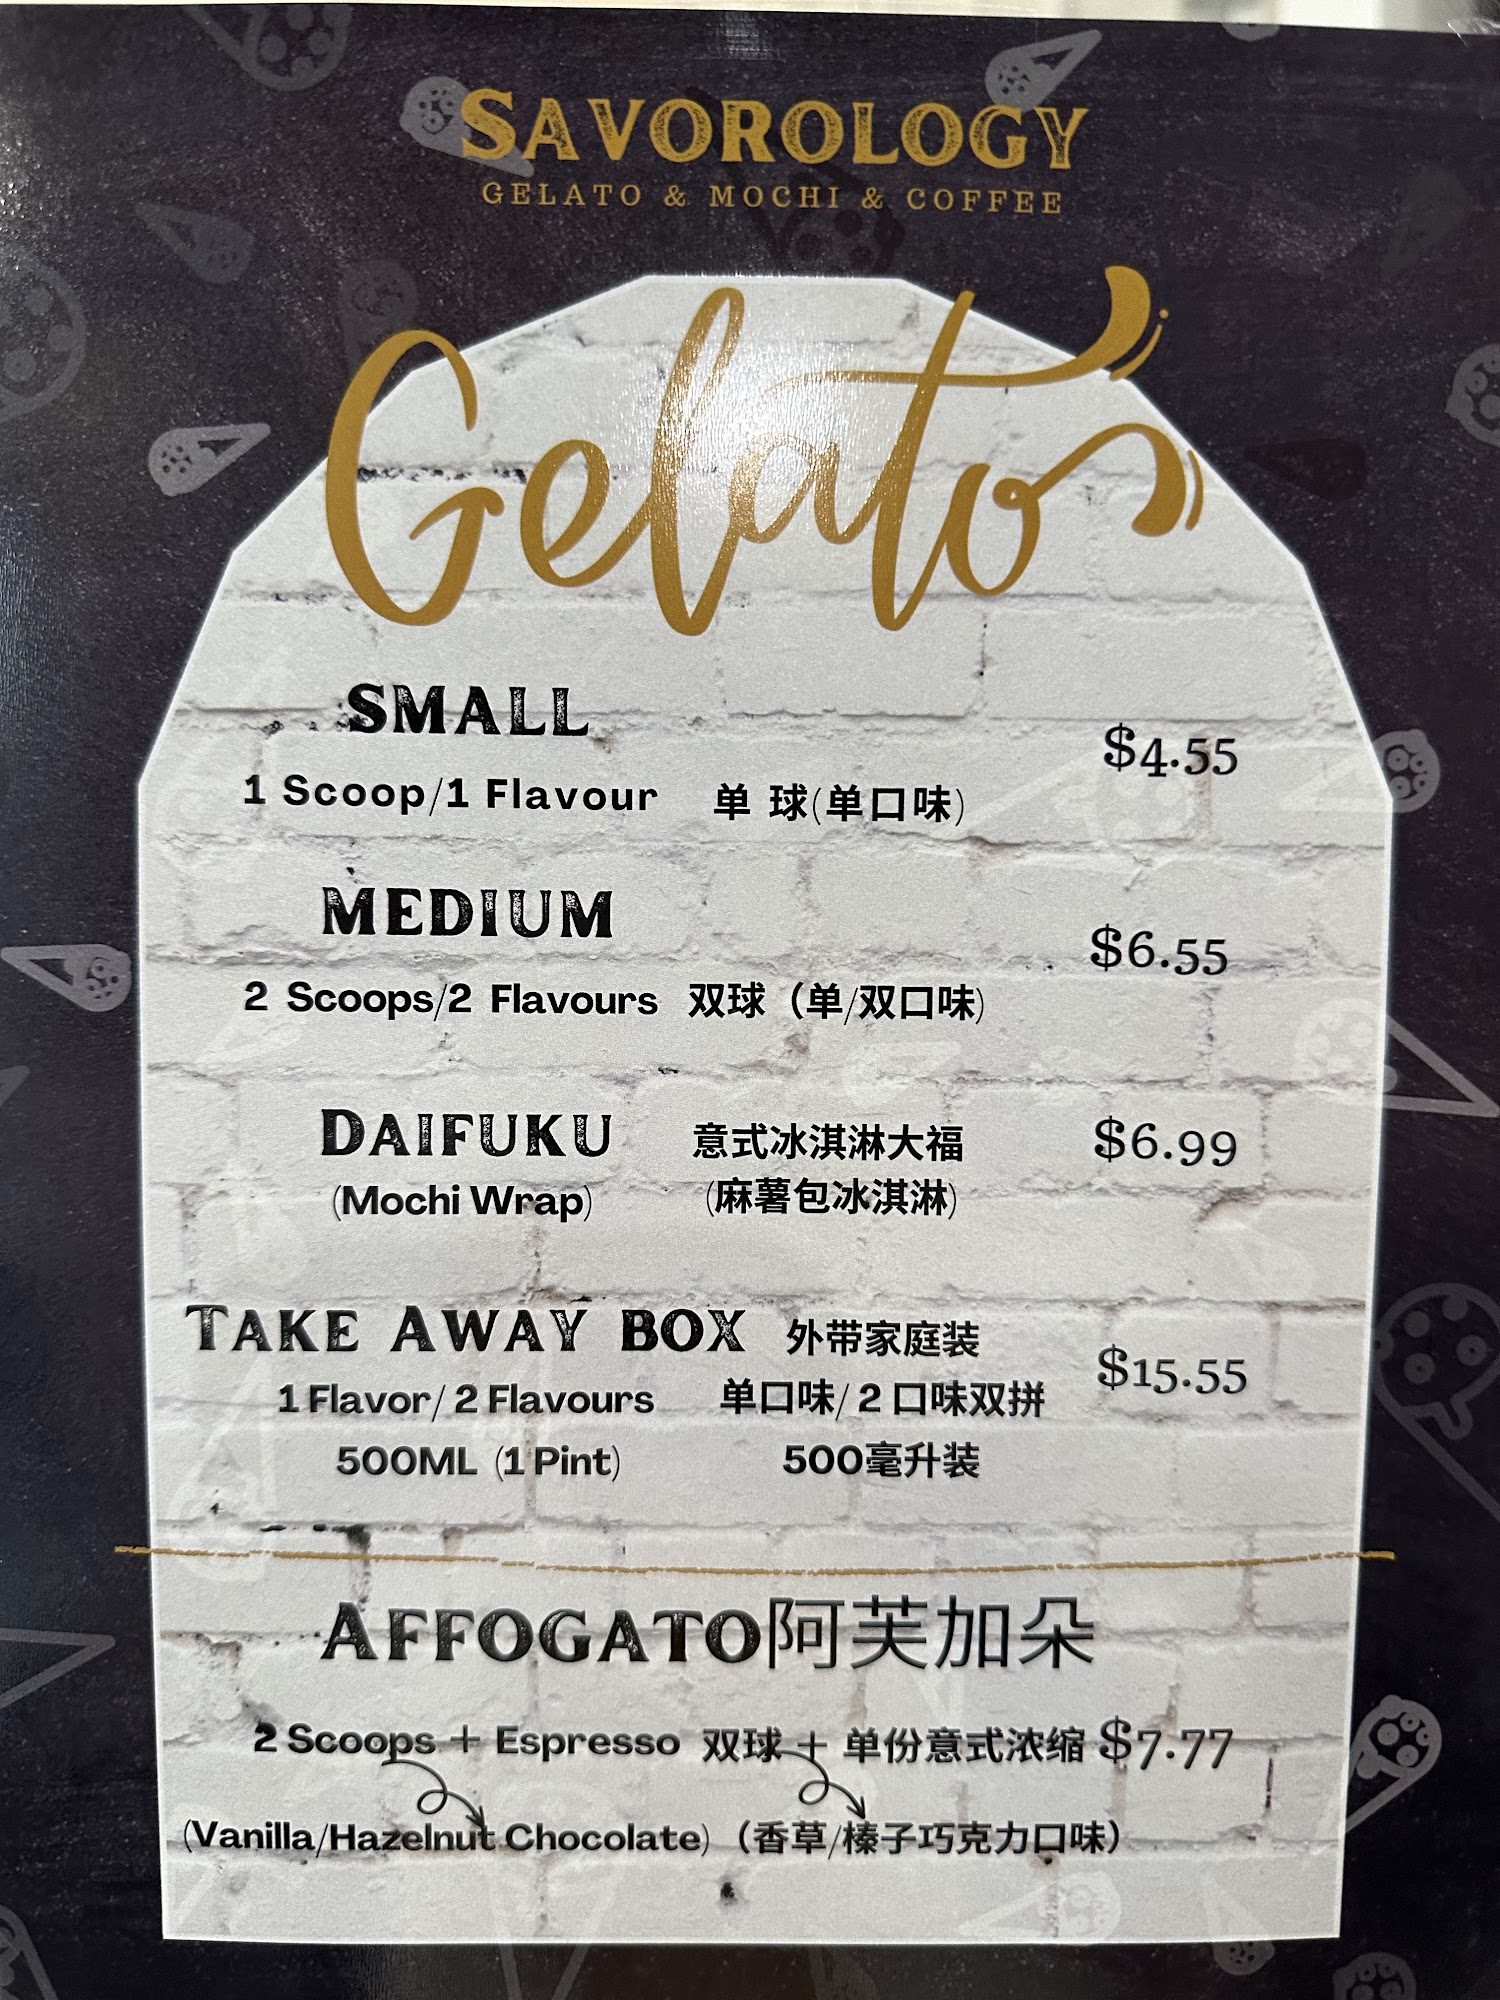 SAVOROLOGY
GELATO & MOCHI & COFFEE
Gelato
SMALL
$4.55
1 Scoop/1 Flavour 单 球(单口味)
MEDIUM
$6.55
2 Scoops/2 Flavours 双球（单/双口味)
DAIFUKU 意式冰淇淋大福 $6.99
(Mochi Wrap) (麻薯包冰淇淋)
TAKE AWAY BOX 外带家庭装
$15.55
1 Flavor/ 2 Flavours 单口味/ 2 口味双拼
500ML (1 Pint) 500毫升装
AFFOGATO阿芙加朵
2 Scoops + Espresso 双球 + 单份意式浓缩 $7.77
(Vanilla/Hazelnut Chocolate)（香草/榛子巧克力口味）